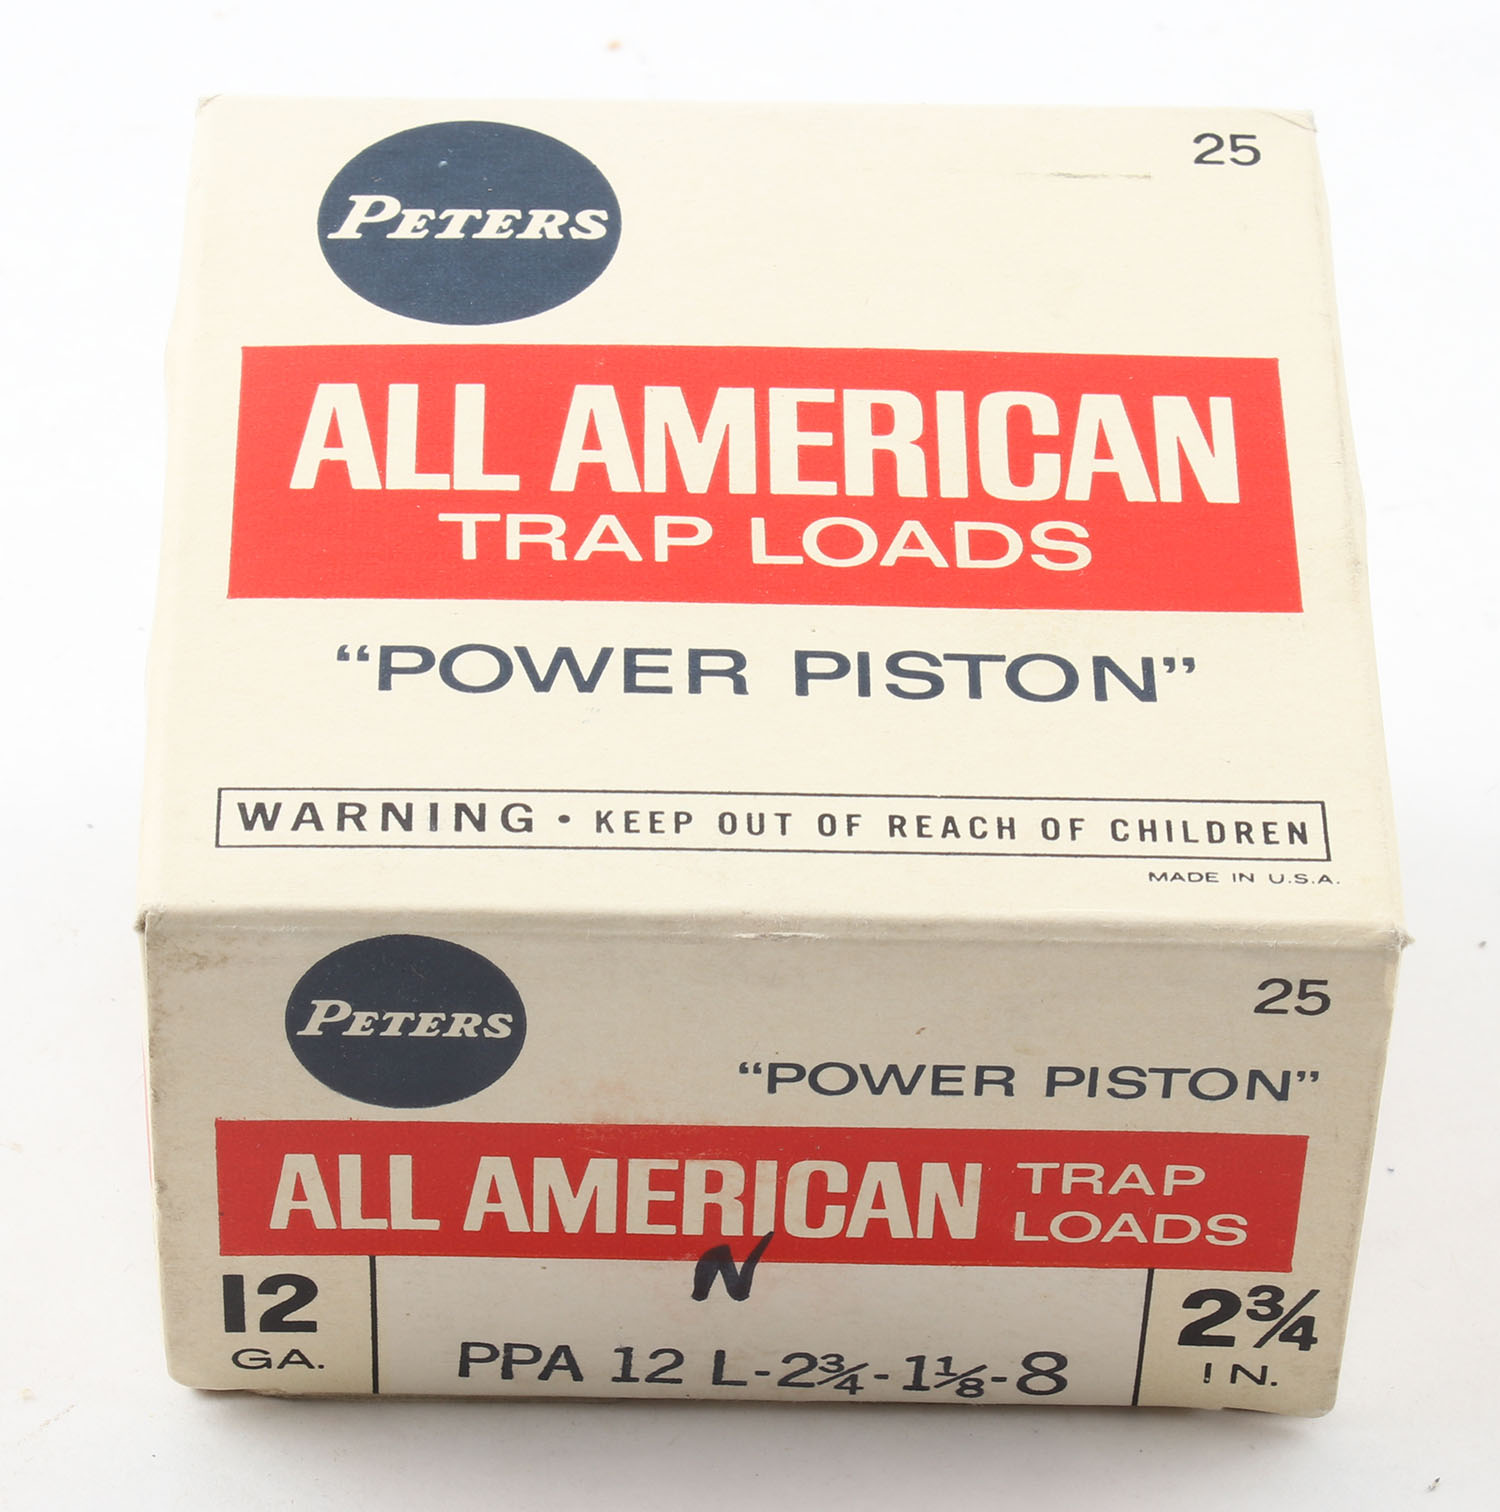 PETERS
25
ALL AMERICAN
TRAP LOADS
“POWER PISTON”
WARNING • KEEP OUT OF REACH OF CHILDREN
MADE IN U.S.A.
PETERS
25
“POWER PISTON”
ALL AMERICAN TRAP
LOADS
N
12
GA.
PPA 12 L-2¾-1⅛-8
2¾
IN.